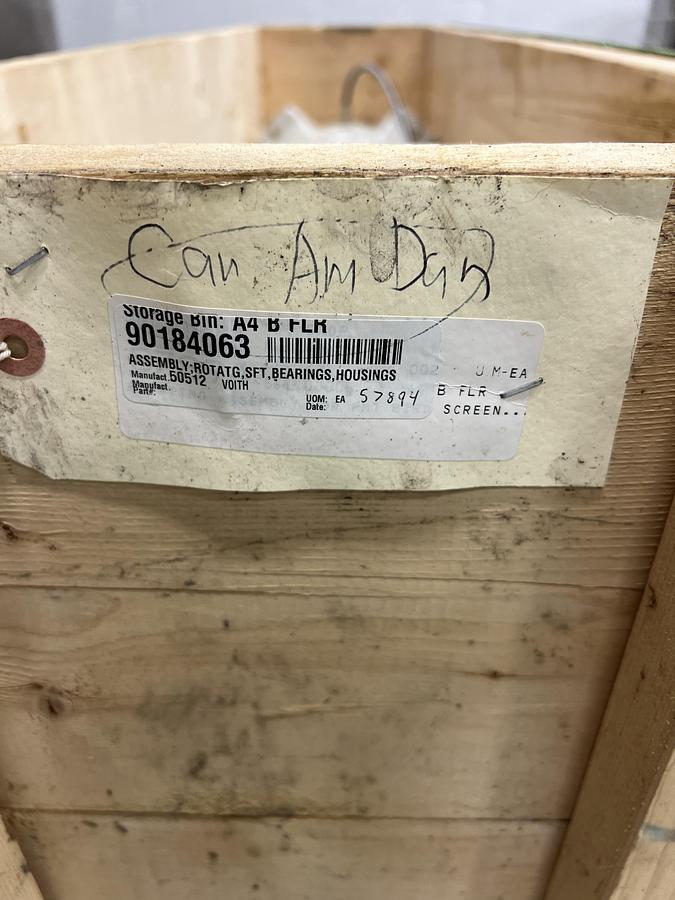 Can Am Dan
Storage Bin: A4 B FLR
90184063
ASSEMBLY;ROTATG,SFT,BEARINGS,HOUSINGS
Manufact. 50512 VOITH
Manufact.
Part#:
UOM: EA 57894
Date:
002 U M-EA
B FLR
SCREEN...